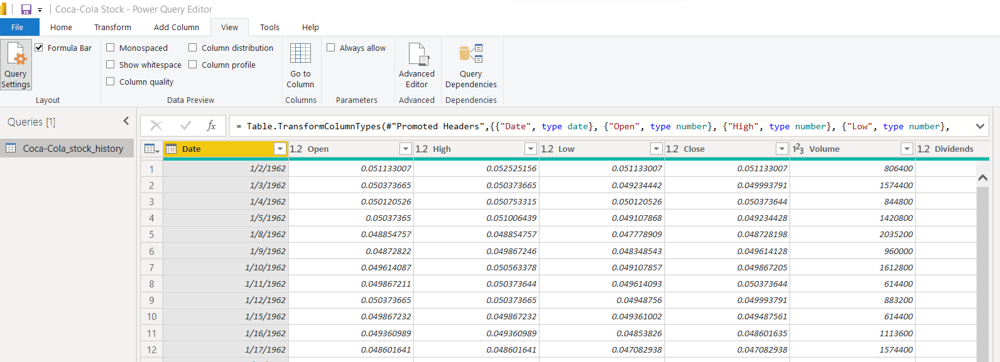 Coca-Cola Stock - Power Query Editor
File Home Transform Add Column View Tools Help
Query Settings
Formula Bar
Layout
Monospaced Column distribution
Show whitespace Column profile
Column quality
Data Preview
Go to Column
Columns
Always allow
Parameters
Advanced Editor
Advanced
Query Dependencies
Dependencies
Queries [1]
Coca-Cola_stock_history
fx = Table.TransformColumnTypes(#"Promoted Headers",{{"Date", type date}, {"Open", type number}, {"High", type number}, {"Low", type number},
Date 1.2 Open 1.2 High 1.2 Low 1.2 Close 123 Volume 1.2 Dividends
1 1/2/1962 0.051133007 0.052525156 0.051133007 0.051133007 806400
2 1/3/1962 0.050373665 0.050373665 0.049234442 0.049993791 1574400
3 1/4/1962 0.050120526 0.050753315 0.050120526 0.050373644 844800
4 1/5/1962 0.05037365 0.051006439 0.049107868 0.049234428 1420800
5 1/8/1962 0.048854757 0.048854757 0.047778909 0.048728198 2035200
6 1/9/1962 0.04872822 0.049867246 0.048348543 0.049614128 960000
7 1/10/1962 0.049614087 0.050563378 0.049107857 0.049867205 1612800
8 1/11/1962 0.049867211 0.050373644 0.049614093 0.050373644 614400
9 1/12/1962 0.050373665 0.050373665 0.04948756 0.049993791 883200
10 1/15/1962 0.049867232 0.049867232 0.049361002 0.049487561 614400
11 1/16/1962 0.049360989 0.049360989 0.04853826 0.048601635 1113600
12 1/17/1962 0.048601641 0.048601641 0.047082938 0.047082938 1574400